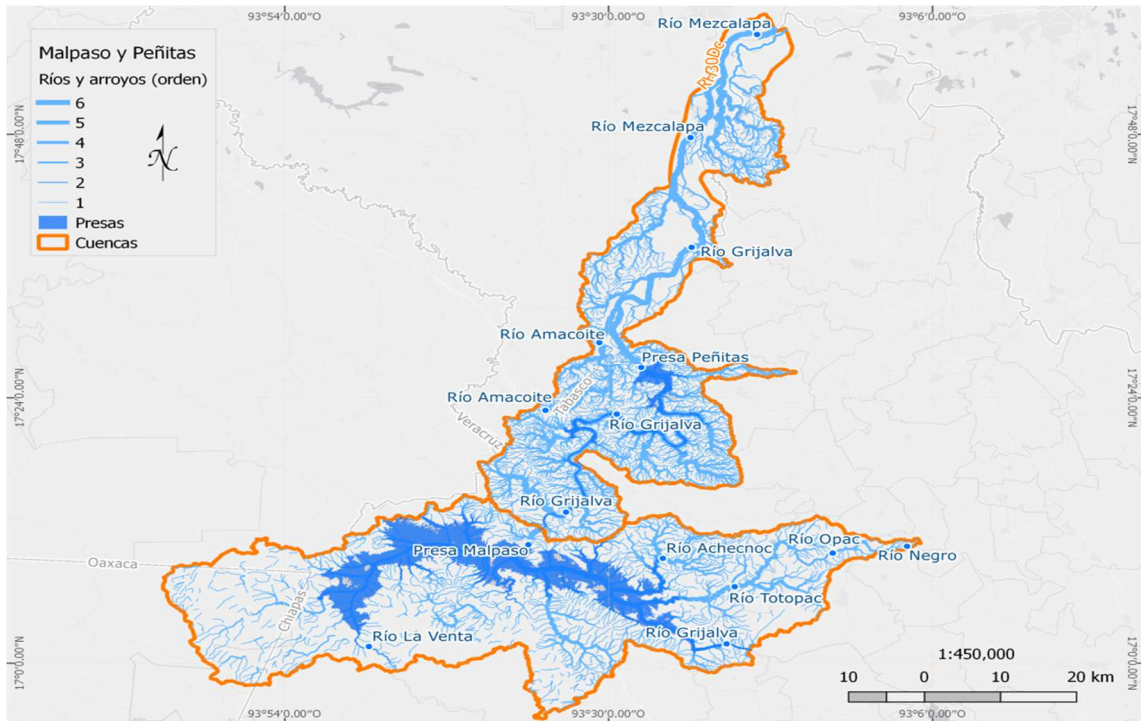 93°54'0.00"O
93°30'0.00"O
93°6'0.00"O
Malpaso y Peñitas
Ríos y arroyos (orden)
6
5
4
3
2
1
Presas
Cuencas
N
Río Mezcalapa
RH30Dc
Río Mezcalapa
17°48'0.00"N
17°48'0.00"N
Río Grijalva
Río Amacoite
Presa Peñitas
17°24'0.00"N
17°24'0.00"N
Río Amacoite
Tabasco
Veracruz
Río Grijalva
Río Grijalva
Presa Malpaso
Río Achecnoc
Río Opac
Río Negro
Oaxaca
Chiapas
Río Totopac
Río La Venta
Río Grijalva
17°0'0.00"N
17°0'0.00"N
1:450,000
10 0 10 20 km
93°54'0.00"O
93°30'0.00"O
93°6'0.00"O